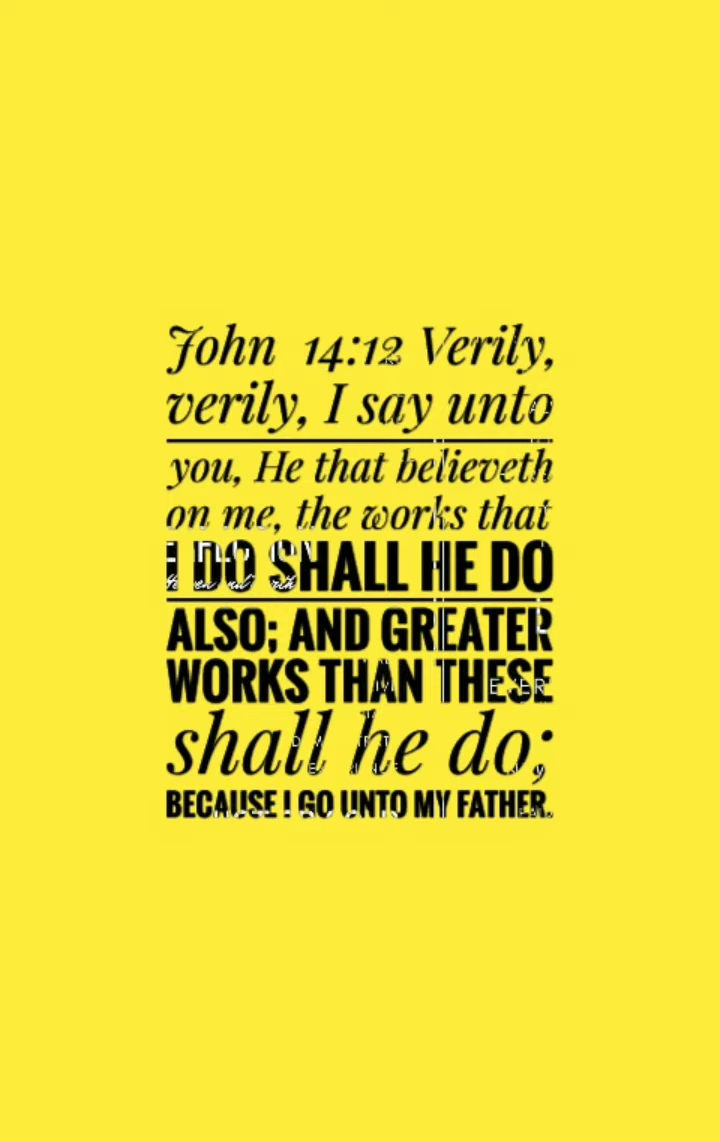 John 14:12 Verily,
verily, I say unto
you, He that believeth
on me, the works that
I DO SHALL HE DO
ALSO; AND GREATER
WORKS THAN THESE
shall he do;
BECAUSE I GO UNTO MY FATHER.